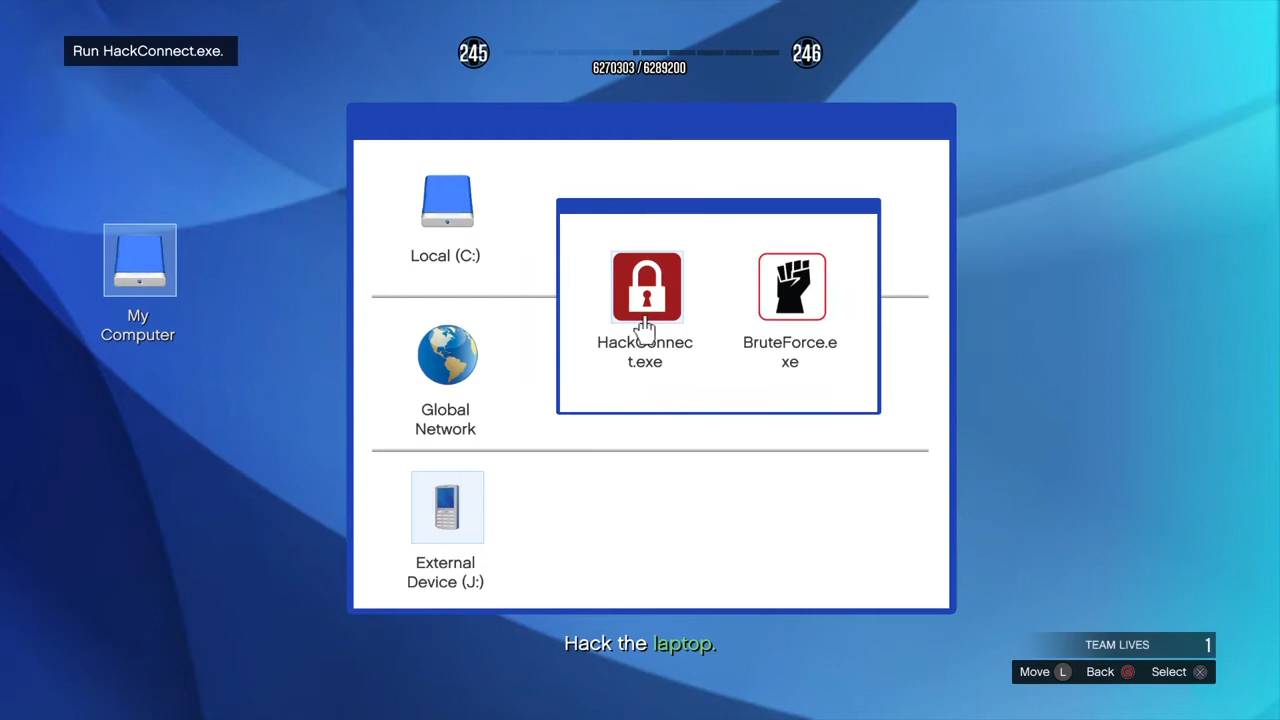 Run HackConnect.exe.
245
246
6270303 / 6289200
Local (C:)
HackConnec
t.exe
BruteForce.e
xe
My
Computer
Global
Network
External
Device (J:)
Hack the laptop.
TEAM LIVES 1
Move L Back Select